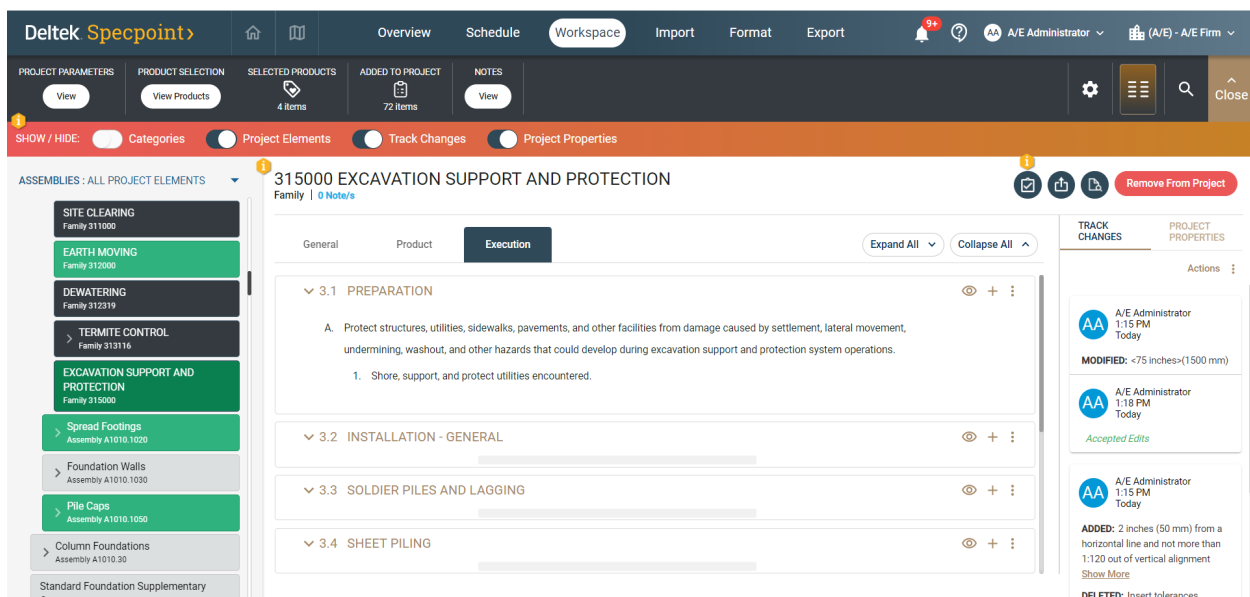 Deltek Specpoint
Overview
Schedule
Workspace
Import
Format
Export
9+
AA
A/E Administrator
(A/E) - A/E Firm
PROJECT PARAMETERS
View
PRODUCT SELECTION
View Products
SELECTED PRODUCTS
4 items
ADDED TO PROJECT
72 items
NOTES
View
Close
SHOW / HIDE:
Categories
Project Elements
Track Changes
Project Properties
ASSEMBLIES : ALL PROJECT ELEMENTS
SITE CLEARING
Family 311000
EARTH MOVING
Family 312000
DEWATERING
Family 312319
TERMITE CONTROL
Family 313116
EXCAVATION SUPPORT AND
PROTECTION
Family 315000
Spread Footings
Assembly A1010.1020
Foundation Walls
Assembly A1010.1030
Pile Caps
Assembly A1010.1050
Column Foundations
Assembly A1010.30
Standard Foundation Supplementary
315000 EXCAVATION SUPPORT AND PROTECTION
Family | 0 Note/s
Remove From Project
General
Product
Execution
Expand All
Collapse All
3.1 PREPARATION
A. Protect structures, utilities, sidewalks, pavements, and other facilities from damage caused by settlement, lateral movement,
undermining, washout, and other hazards that could develop during excavation support and protection system operations.
1. Shore, support, and protect utilities encountered.
3.2 INSTALLATION - GENERAL
3.3 SOLDIER PILES AND LAGGING
3.4 SHEET PILING
TRACK
CHANGES
PROJECT
PROPERTIES
Actions
AA
A/E Administrator
1:15 PM
Today
MODIFIED: <75 inches>(1500 mm)
AA
A/E Administrator
1:18 PM
Today
Accepted Edits
AA
A/E Administrator
1:15 PM
Today
ADDED: 2 inches (50 mm) from a
horizontal line and not more than
1:120 out of vertical alignment
Show More
DELETED: Insert tolerances